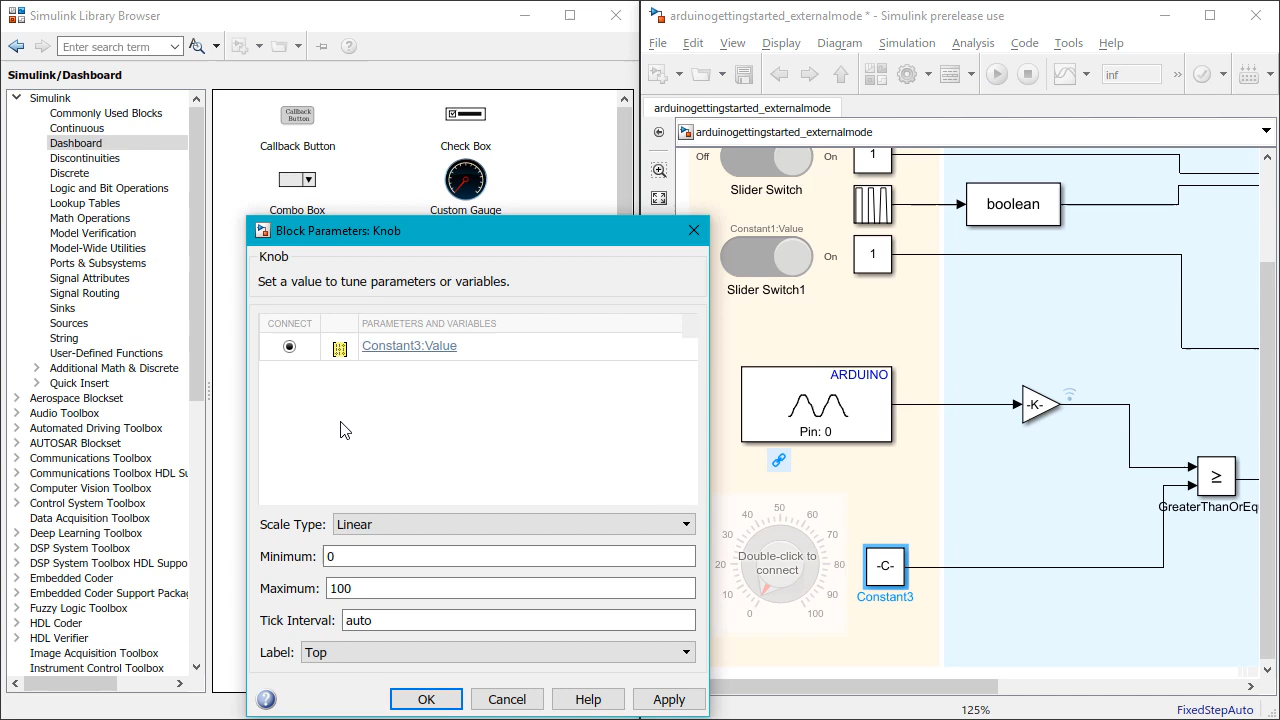 Simulink Library Browser
Enter search term
Simulink/Dashboard
Simulink
Commonly Used Blocks
Continuous
Dashboard
Discontinuities
Discrete
Logic and Bit Operations
Lookup Tables
Math Operations
Model Verification
Model-Wide Utilities
Ports & Subsystems
Signal Attributes
Signal Routing
Sinks
Sources
String
User-Defined Functions
Additional Math & Discrete
Quick Insert
Aerospace Blockset
Audio Toolbox
Automated Driving Toolbox
AUTOSAR Blockset
Communications Toolbox
Communications Toolbox HDL Su
Computer Vision Toolbox
Control System Toolbox
Data Acquisition Toolbox
Deep Learning Toolbox
DSP System Toolbox
DSP System Toolbox HDL Suppo
Embedded Coder
Embedded Coder Support Packag
Fuzzy Logic Toolbox
HDL Coder
HDL Verifier
Image Acquisition Toolbox
Instrument Control Toolbox
Callback
Button
Callback Button
Check Box
Combo Box
Custom Gauge
Block Parameters: Knob
Knob
Set a value to tune parameters or variables.
CONNECT PARAMETERS AND VARIABLES
Constant3:Value
Scale Type: Linear
Minimum: 0
Maximum: 100
Tick Interval: auto
Label: Top
OK Cancel Help Apply
arduinogettingstarted_externalmode * - Simulink prerelease use
File Edit View Display Diagram Simulation Analysis Code Tools Help
inf »
arduinogettingstarted_externalmode
arduinogettingstarted_externalmode
Off On 1
Slider Switch
boolean
Constant1:Value
On 1
Slider Switch1
ARDUINO
Pin: 0
-K-
≥
GreaterThanOrEq
0 10 20 30 40 50 60 70 80 90 100
Double-click to
connect
-C-
Constant3
125% FixedStepAuto